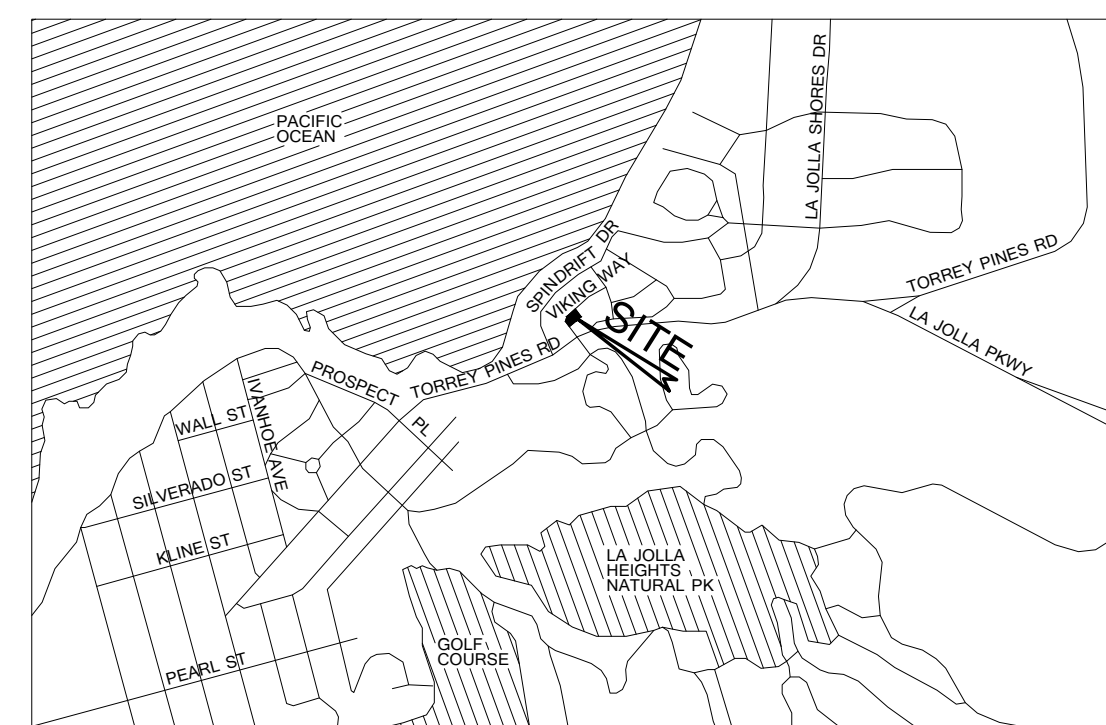 PACIFIC
OCEAN
LA JOLLA SHORES DR
SPINDRIFT DR
VIKING WAY
SITE
TORREY PINES RD
LA JOLLA PKWY
TORREY PINES RD
PROSPECT
PL
IVANHOE AVE
WALL ST
SILVERADO ST
KLINE ST
LA JOLLA
HEIGHTS
NATURAL PK
GOLF
COURSE
PEARL ST